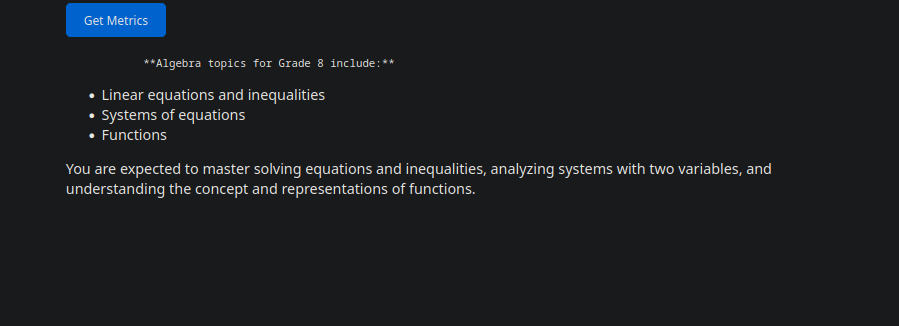 Get Metrics
**Algebra topics for Grade 8 include:**
• Linear equations and inequalities
• Systems of equations
• Functions
You are expected to master solving equations and inequalities, analyzing systems with two variables, and
understanding the concept and representations of functions.